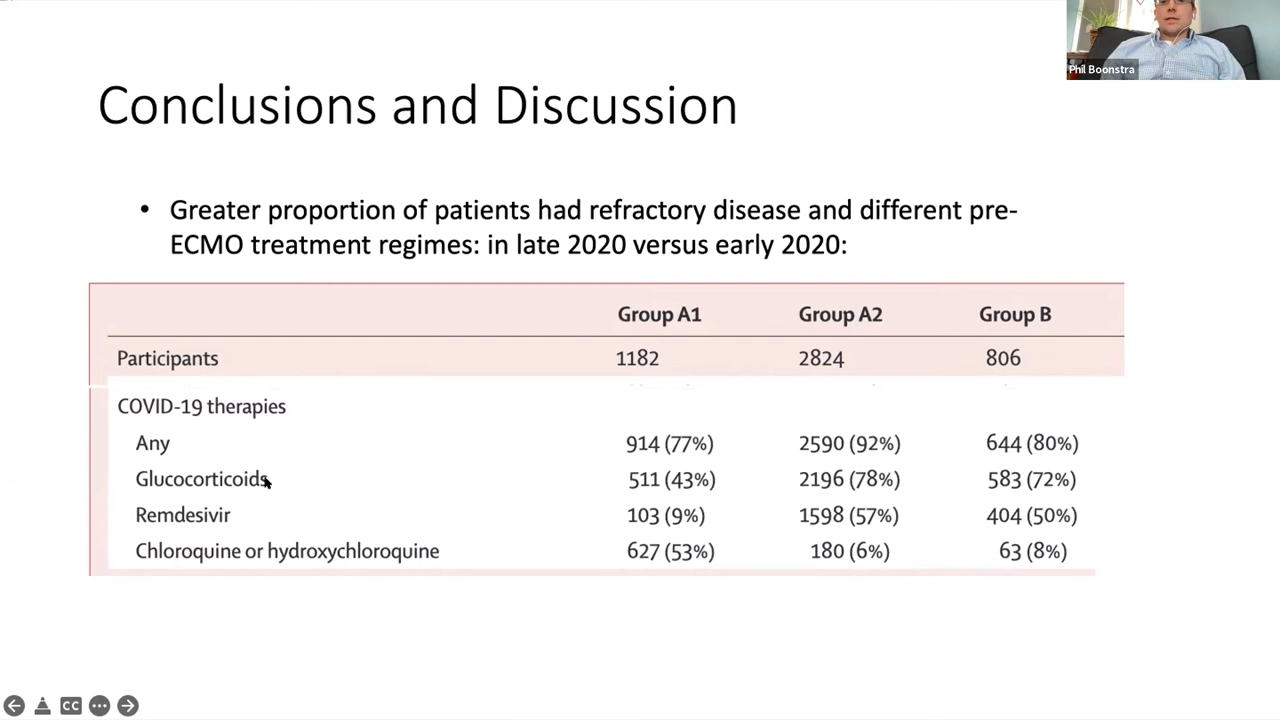 Phil Boonstra
Conclusions and Discussion
• Greater proportion of patients had refractory disease and different pre-
ECMO treatment regimes: in late 2020 versus early 2020:
Group A1 Group A2 Group B
Participants 1182 2824 806
COVID-19 therapies
Any 914 (77%) 2590 (92%) 644 (80%)
Glucocorticoids 511 (43%) 2196 (78%) 583 (72%)
Remdesivir 103 (9%) 1598 (57%) 404 (50%)
Chloroquine or hydroxychloroquine 627 (53%) 180 (6%) 63 (8%)
CC